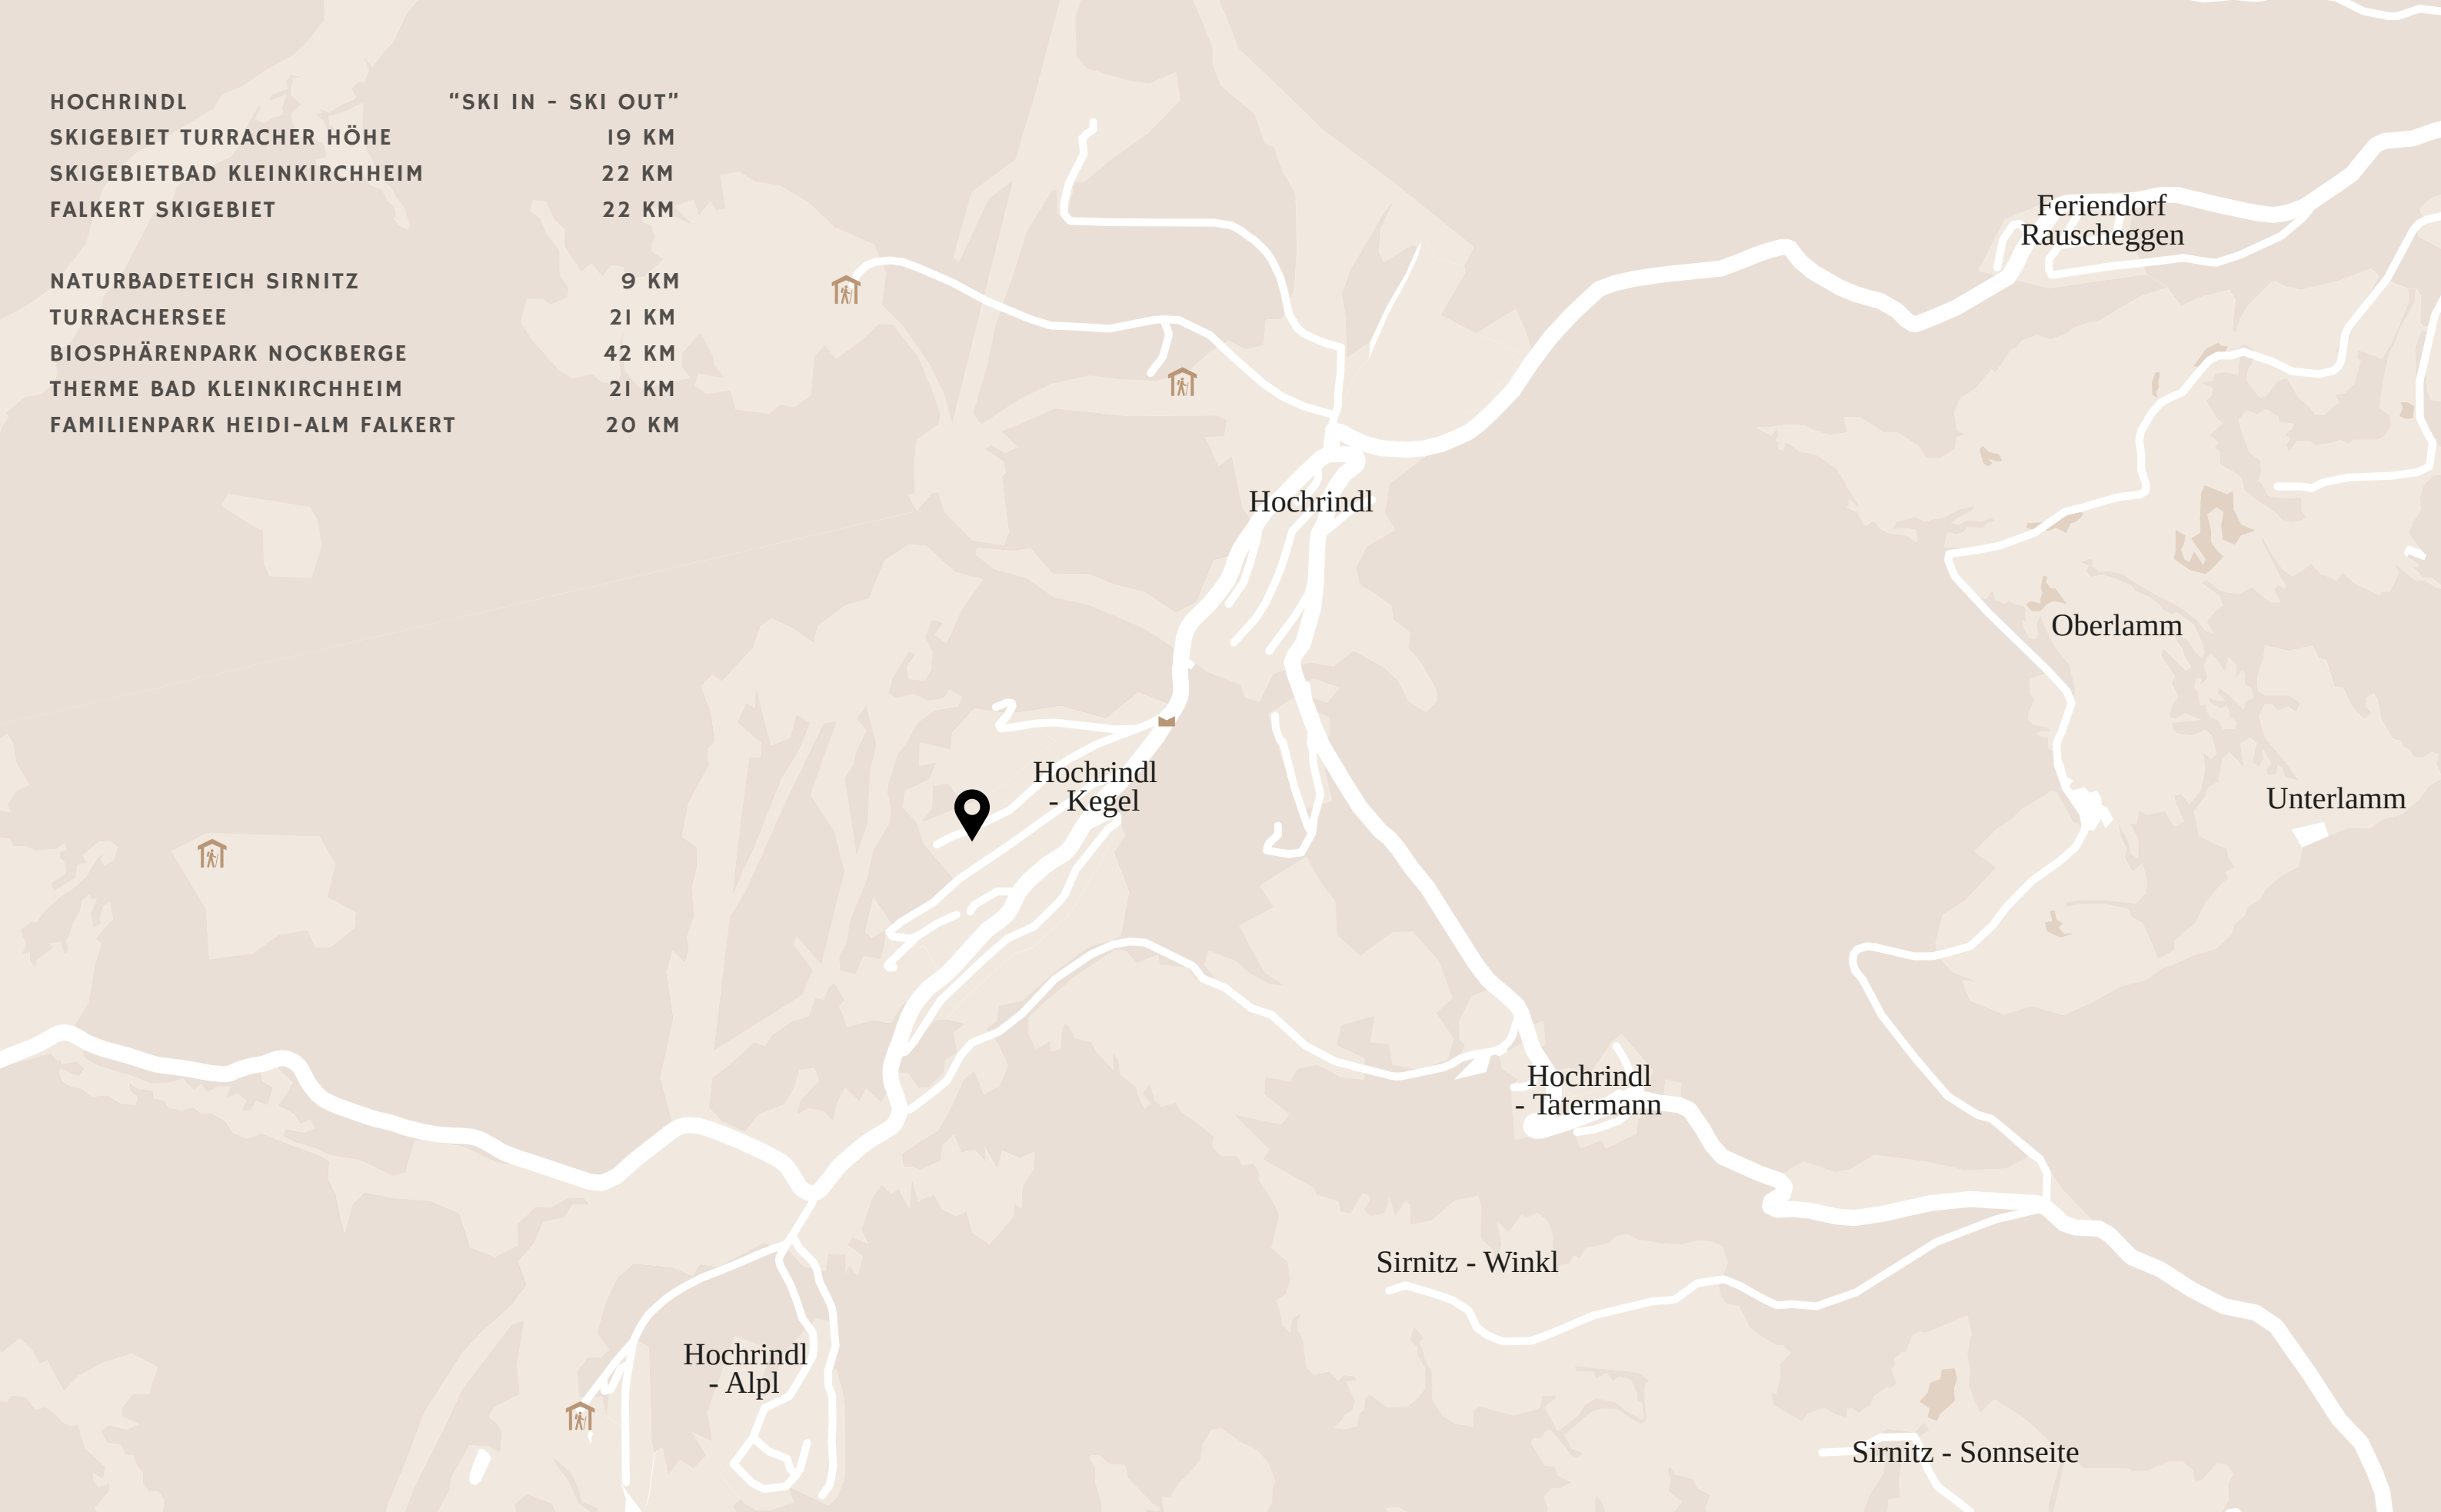 HOCHRINDL “SKI IN - SKI OUT”
SKIGEBIET TURRACHER HÖHE 19 KM
SKIGEBIETBAD KLEINKIRCHHEIM 22 KM
FALKERT SKIGEBIET 22 KM
NATURBADETEICH SIRNITZ 9 KM
TURRACHERSEE 21 KM
BIOSPHÄRENPARK NOCKBERGE 42 KM
THERME BAD KLEINKIRCHHEIM 21 KM
FAMILIENPARK HEIDI-ALM FALKERT 20 KM
Feriendorf
Rauscheggen
Hochrindl
Oberlamm
Hochrindl
- Kegel
Unterlamm
Hochrindl
- Tatermann
Sirnitz - Winkl
Hochrindl
- Alpl
Sirnitz - Sonnseite